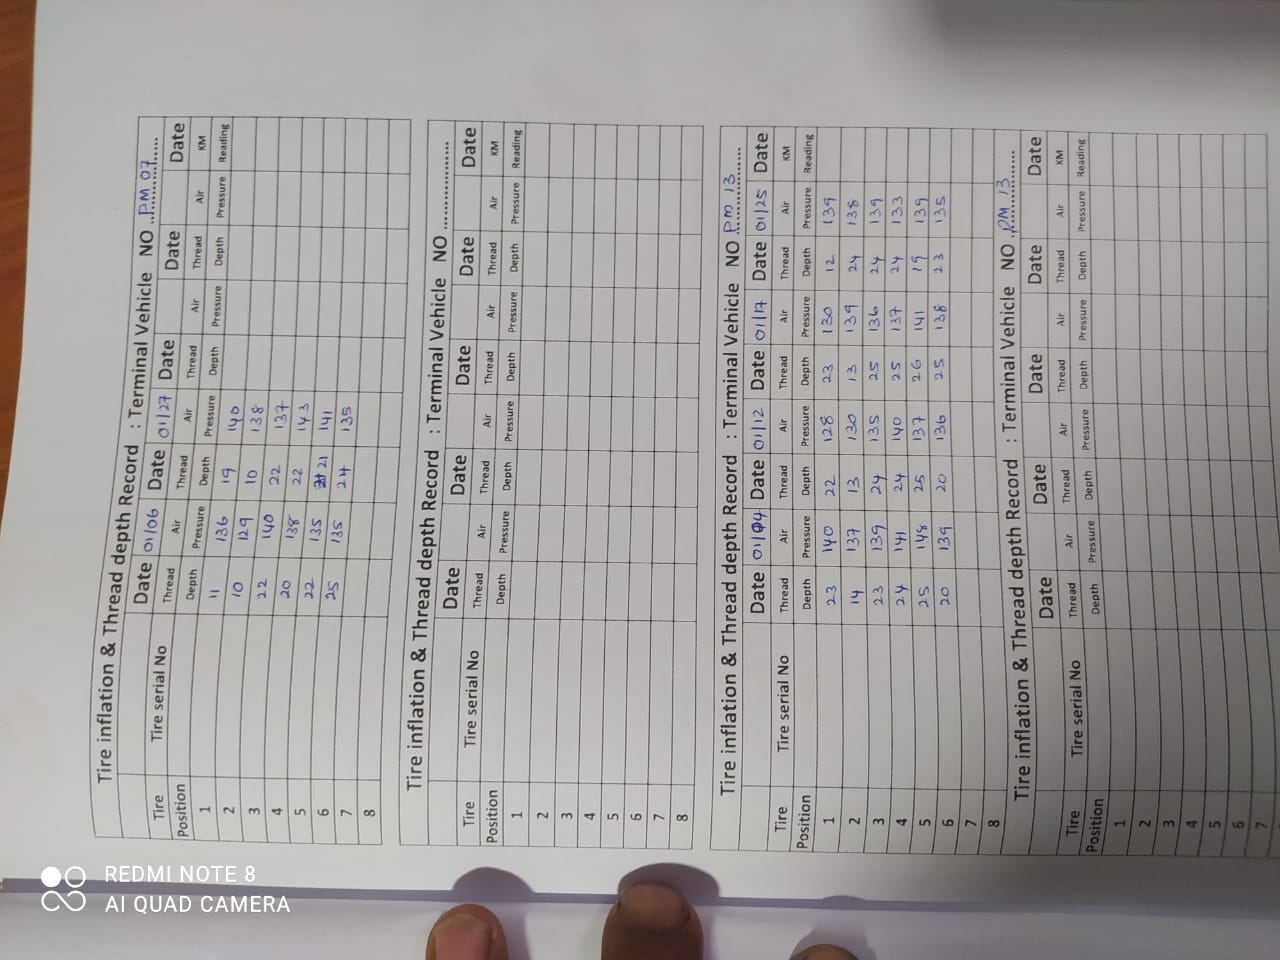 Tire inflation & Thread depth Record : Terminal Vehicle NO ..PM 07.....
Date 01/06 Date 01/27 Date Date Date
Tire Position Tire serial No Thread Depth Air Pressure Thread Depth Air Pressure Thread Depth Air Pressure Thread Depth Air Pressure KM Reading
1 11 136 19 140
2 10 129 10 138
3 22 140 22 137
4 20 138 22 143
5 22 135 21 141
6 25 135 24 135
7
8
Tire inflation & Thread depth Record : Terminal Vehicle NO ..................
Date Date Date Date Date
Tire Position Tire serial No Thread Depth Air Pressure Thread Depth Air Pressure Thread Depth Air Pressure Thread Depth Air Pressure KM Reading
1
2
3
4
5
6
7
8
Tire inflation & Thread depth Record : Terminal Vehicle NO PM 13......
Date 01/04 Date 01/12 Date 01/17 Date 01/25 Date
Tire Position Tire serial No Thread Depth Air Pressure Thread Depth Air Pressure Thread Depth Air Pressure Thread Depth Air Pressure KM Reading
1 23 140 22 128 23 130 12 139
2 14 137 13 130 13 139 24 138
3 23 139 24 135 25 136 24 139
4 24 141 24 140 25 137 24 133
5 25 148 25 137 26 141 19 139
6 20 139 20 136 25 138 23 135
7
8
Tire inflation & Thread depth Record : Terminal Vehicle NO .PM 13.....
Date Date Date Date Date
Tire Position Tire serial No Thread Depth Air Pressure Thread Depth Air Pressure Thread Depth Air Pressure Thread Depth Air Pressure KM Reading
1
2
3
4
5
6
7
REDMI NOTE 8
AI QUAD CAMERA